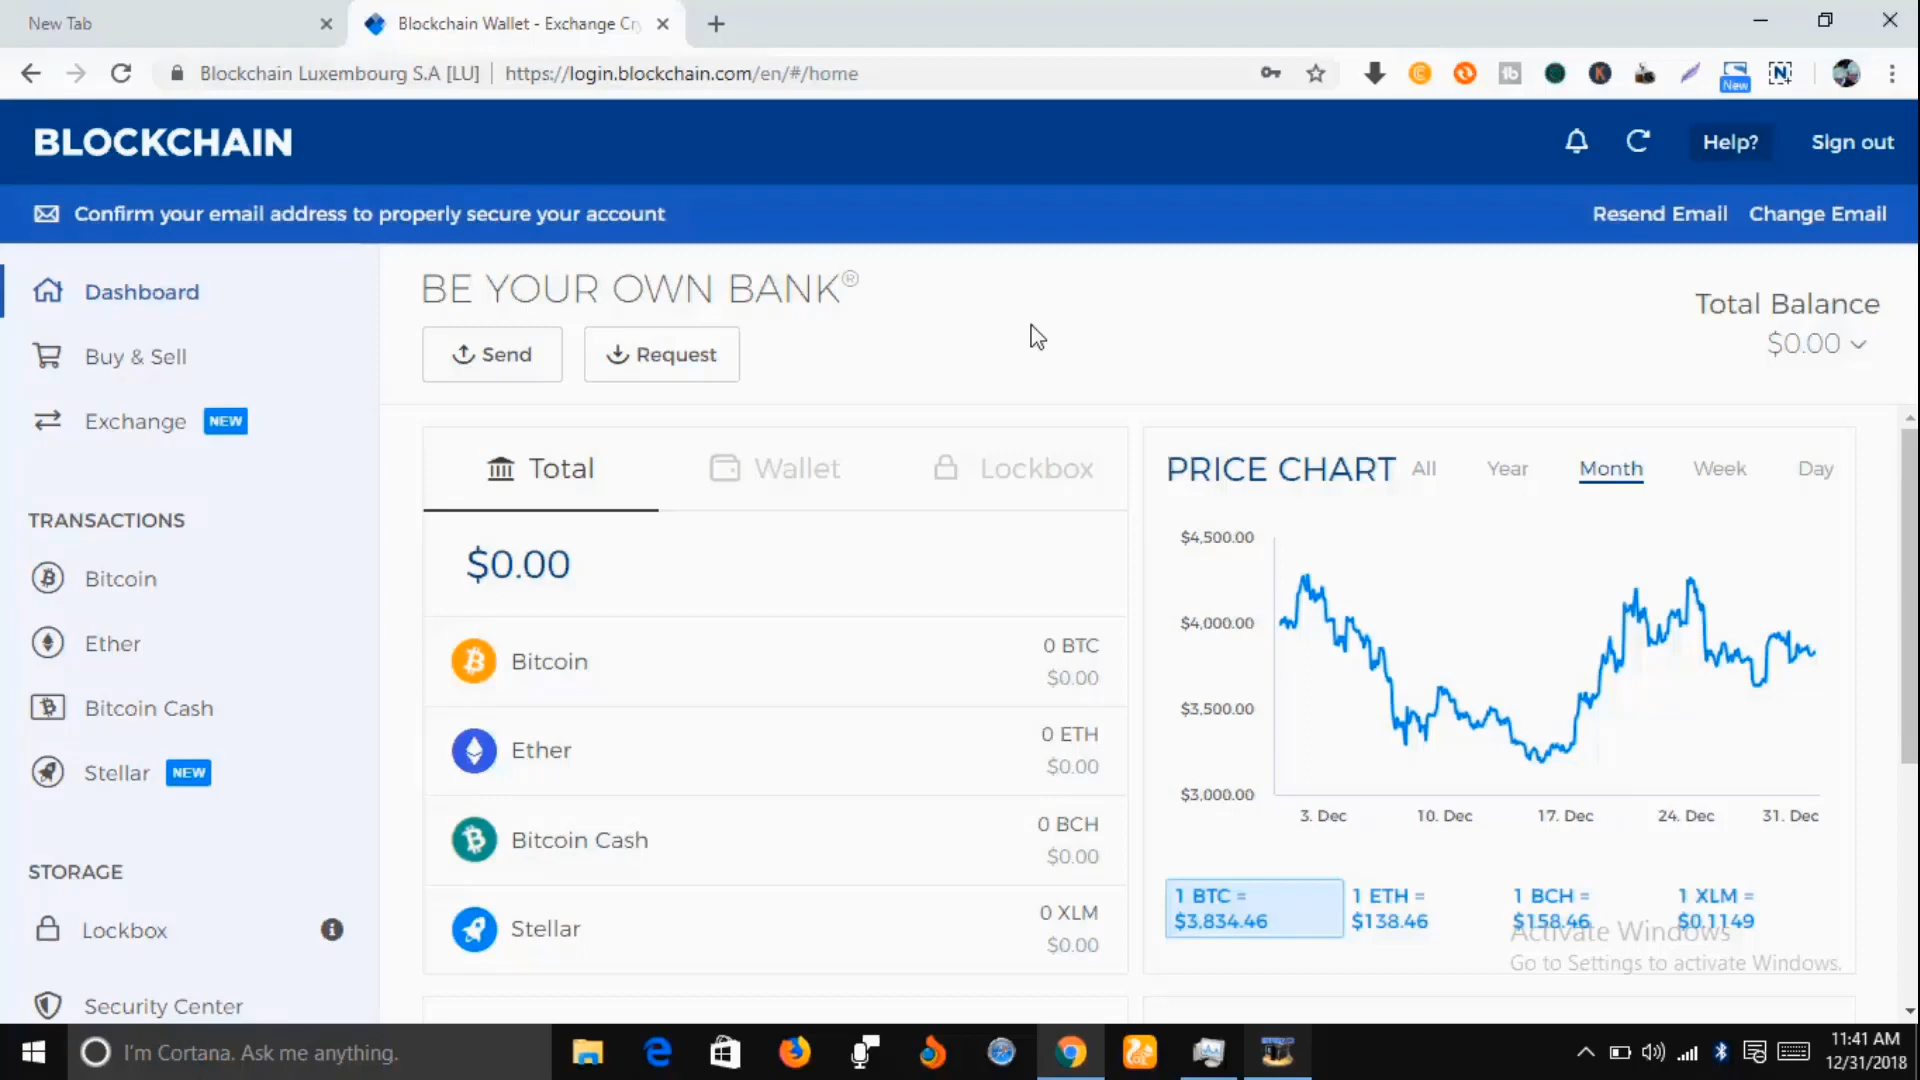 New Tab
Blockchain Wallet - Exchange Cr
Blockchain Luxembourg S.A [LU]
https://login.blockchain.com/en/#/home
New
BLOCKCHAIN
Help?
Sign out
Confirm your email address to properly secure your account
Resend Email
Change Email
Dashboard
Buy & Sell
Exchange NEW
TRANSACTIONS
Bitcoin
Ether
Bitcoin Cash
Stellar NEW
STORAGE
Lockbox
Security Center
BE YOUR OWN BANK®
Send
Request
Total Balance
$0.00
Total
Wallet
Lockbox
$0.00
Bitcoin
0 BTC
$0.00
Ether
0 ETH
$0.00
Bitcoin Cash
0 BCH
$0.00
Stellar
0 XLM
$0.00
PRICE CHART
All
Year
Month
Week
Day
$4,500.00
$4,000.00
$3,500.00
$3,000.00
3. Dec
10. Dec
17. Dec
24. Dec
31. Dec
1 BTC =
$3,834.46
1 ETH =
$138.46
1 BCH =
$158.46
1 XLM =
$0.1149
Activate Windows
Go to Settings to activate Windows.
I'm Cortana. Ask me anything.
11:41 AM
12/31/2018